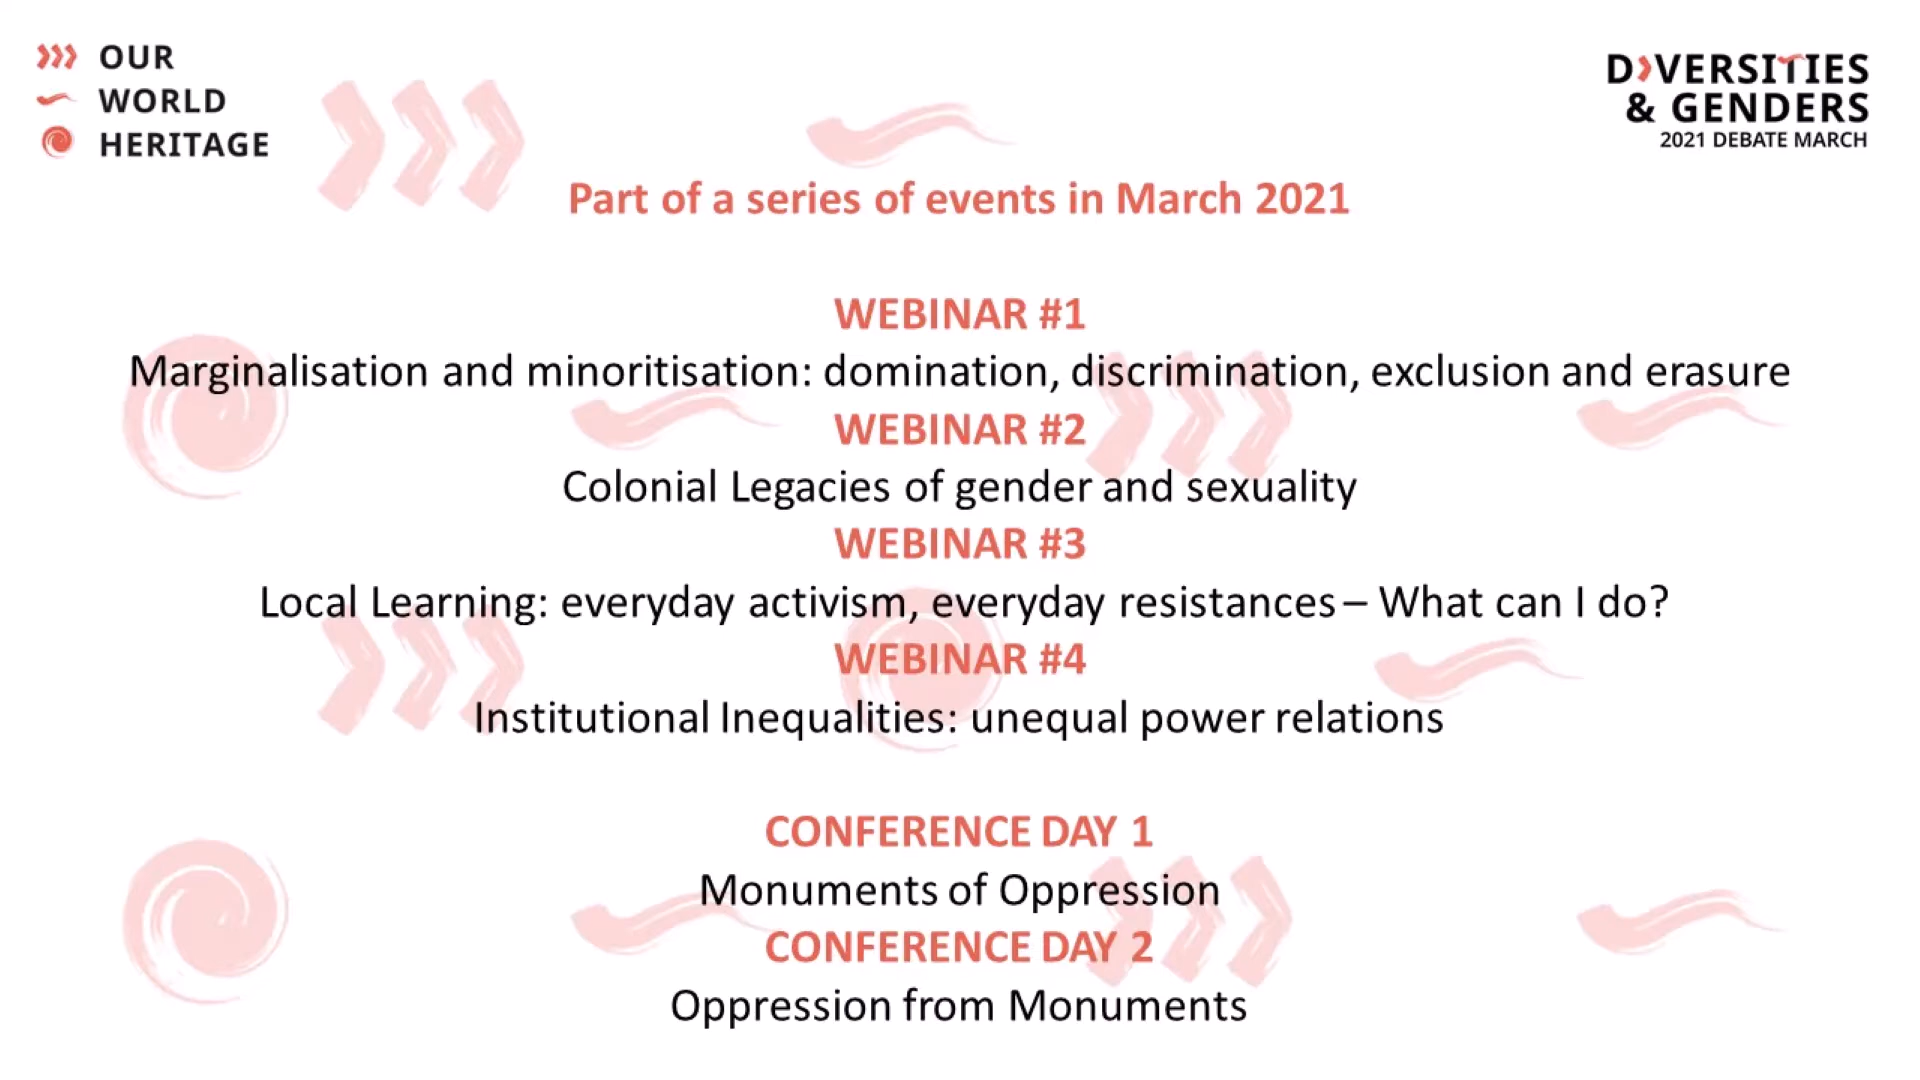 OUR
WORLD
HERITAGE
DIVERSITIES
& GENDERS
2021 DEBATE MARCH
Part of a series of events in March 2021
WEBINAR #1
Marginalisation and minoritisation: domination, discrimination, exclusion and erasure
WEBINAR #2
Colonial Legacies of gender and sexuality
WEBINAR #3
Local Learning: everyday activism, everyday resistances – What can I do?
WEBINAR #4
Institutional Inequalities: unequal power relations
CONFERENCE DAY 1
Monuments of Oppression
CONFERENCE DAY 2
Oppression from Monuments